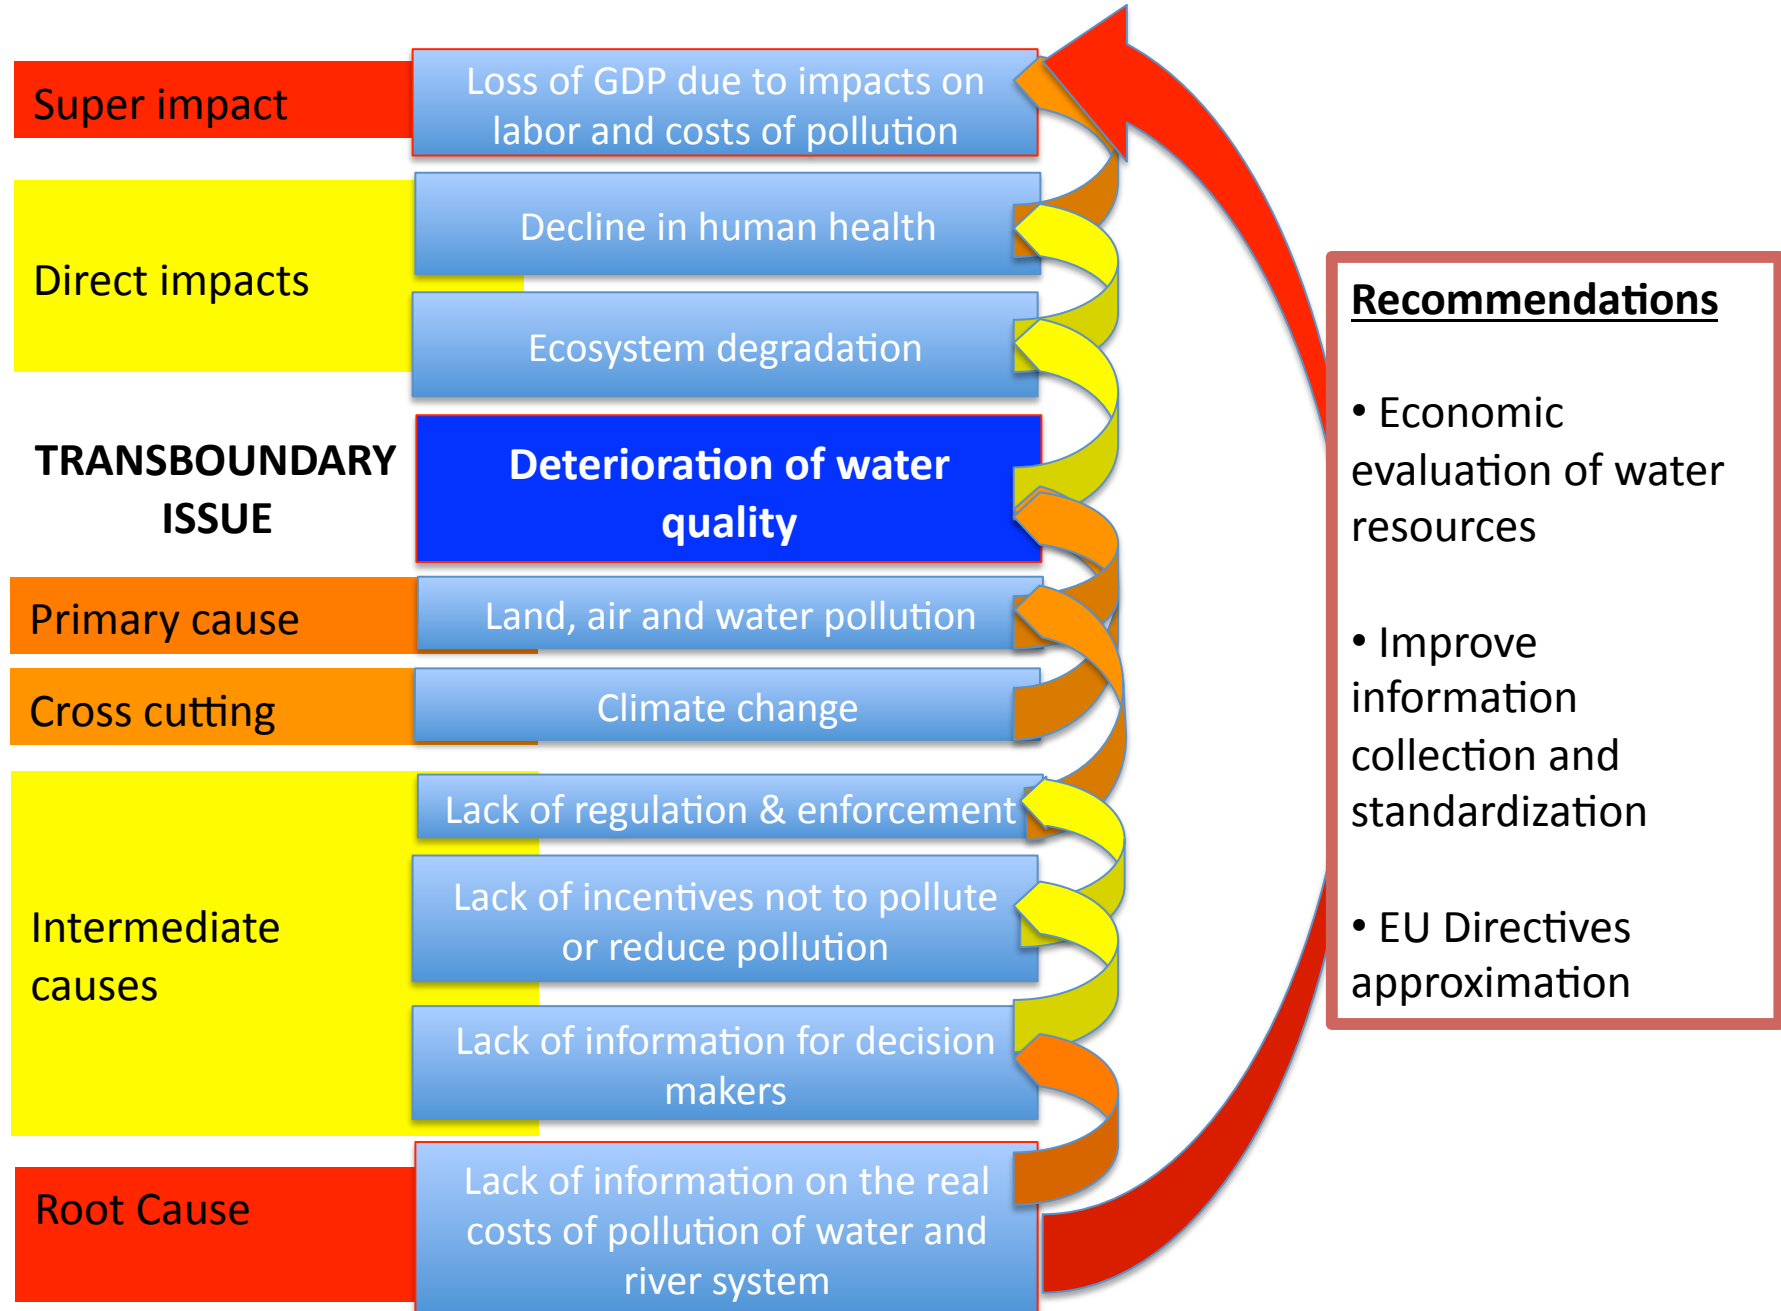 Super impact
Loss of GDP due to impacts on
labor and costs of pollution
Direct impacts
Decline in human health
Ecosystem degradation
TRANSBOUNDARY
ISSUE
Deterioration of water
quality
Primary cause
Land, air and water pollution
Cross cutting
Climate change
Intermediate
causes
Lack of regulation & enforcement
Lack of incentives not to pollute
or reduce pollution
Lack of information for decision
makers
Root Cause
Lack of information on the real
costs of pollution of water and
river system
Recommendations
• Economic
evaluation of water
resources
• Improve
information
collection and
standardization
• EU Directives
approximation